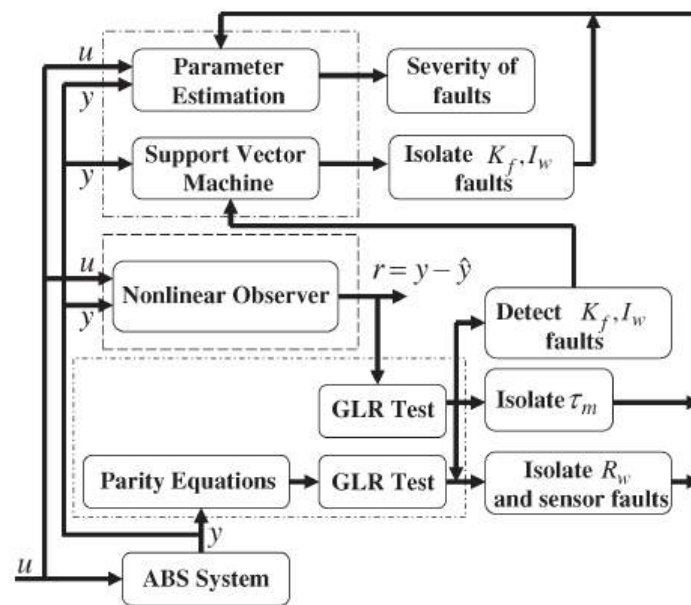 u
Parameter
Estimation
Severity of
faults
y
Support Vector
Machine
Isolate K_f, I_w
faults
y
u
Nonlinear Observer
r = y − ŷ
y
Detect K_f, I_w
faults
GLR Test
Isolate τ_m
Parity Equations
GLR Test
Isolate R_w
and sensor faults
y
u
ABS System